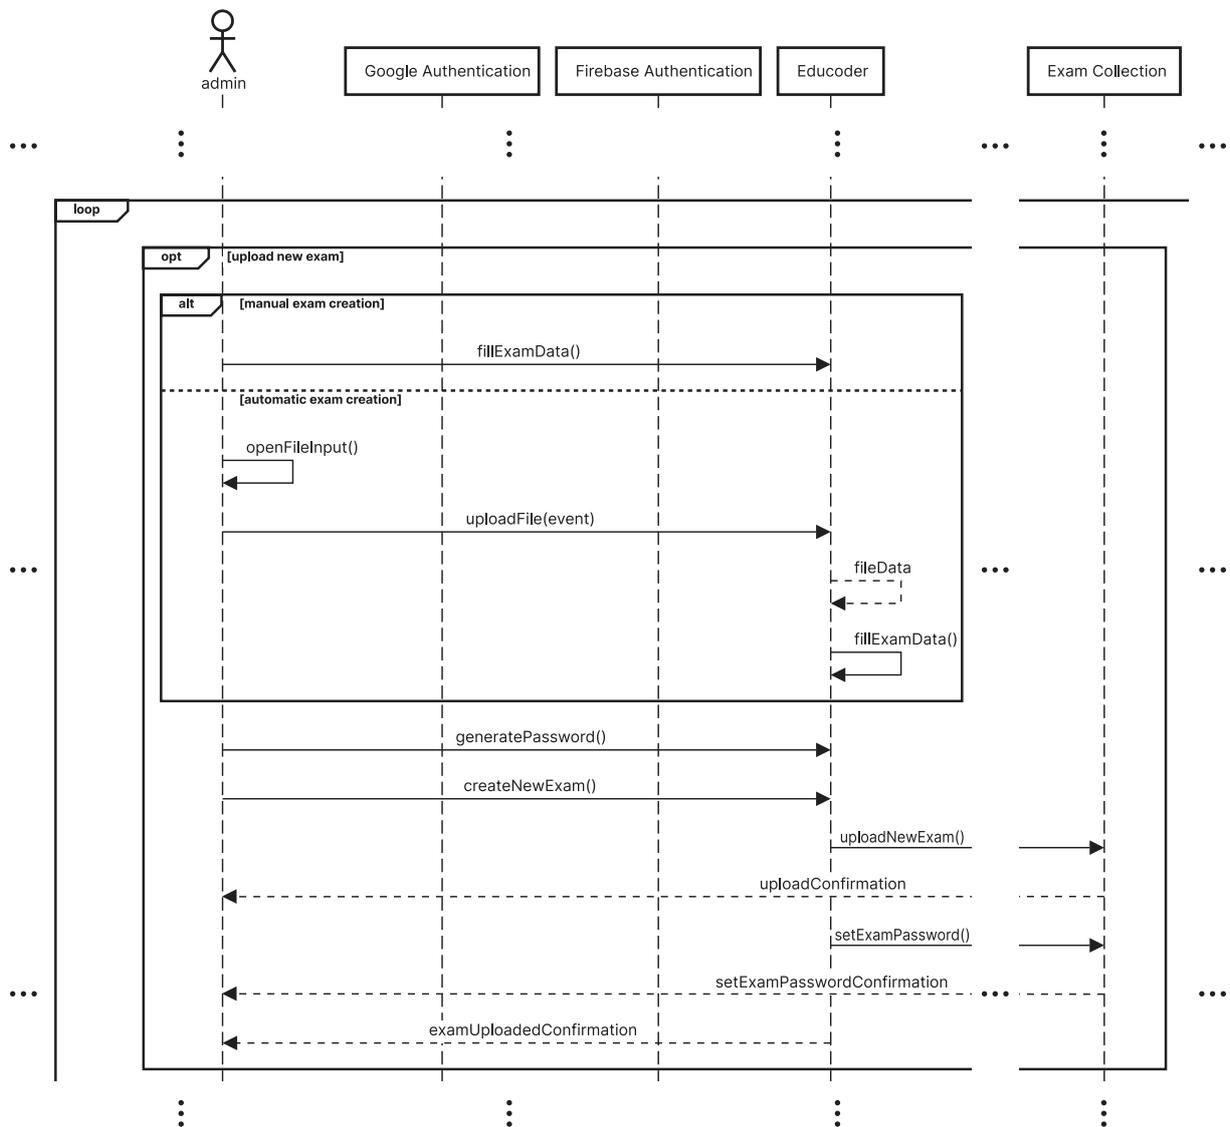 admin
Google Authentication
Firebase Authentication
Educoder
Exam Collection
loop
opt
[upload new exam]
alt
[manual exam creation]
fillExamData()
[automatic exam creation]
openFileInput()
uploadFile(event)
fileData
fillExamData()
generatePassword()
createNewExam()
uploadNewExam()
uploadConfirmation
setExamPassword()
setExamPasswordConfirmation
examUploadedConfirmation